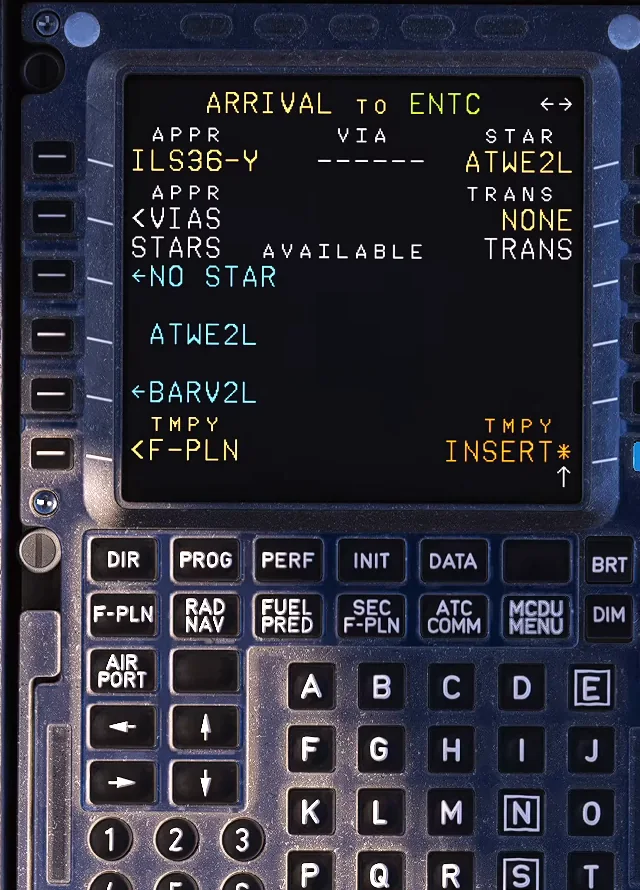 ARRIVAL TO ENTC ←→
APPR VIA STAR
ILS36-Y ------ ATWE2L
APPR TRANS
<VIAS NONE
STARS AVAILABLE TRANS
←NO STAR
ATWE2L
←BARV2L
TMPY TMPY
<F-PLN INSERT*
↑
DIR PROG PERF INIT DATA BRT
F-PLN RAD NAV FUEL PRED SEC F-PLN ATC COMM MCDU MENU DIM
AIR PORT
A B C D E
← ↑
F G H I J
→ ↓
K L M N O
1 2 3
P Q R S T